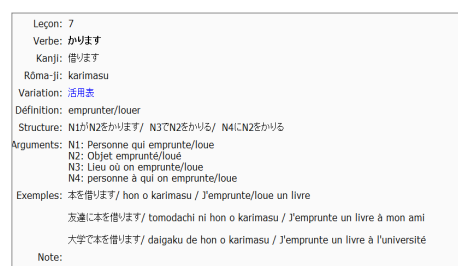 Leçon: 7
Verbe: かります
Kanji: 借ります
Rōma-ji: karimasu
Variation: 活用表
Définition: emprunter/louer
Structure: N1がN2をかります/ N3でN2をかりる/ N4にN2をかりる
Arguments: N1: Personne qui emprunte/loue
N2: Objet emprunté/loué
N3: Lieu où on emprunte/loue
N4: personne à qui on emprunte/loue
Exemples: 本を借ります/ hon o karimasu / J'emprunte/loue un livre
友達に本を借ります/ tomodachi ni hon o karimasu / J'emprunte un livre à mon ami
大学で本を借ります/ daigaku de hon o karimasu / J'emprunte un livre à l'université
Note: